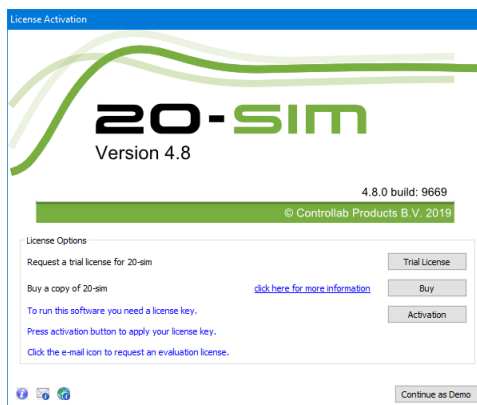 License Activation
20-sim
Version 4.8
4.8.0 build: 9669
© Controllab Products B.V. 2019
License Options
Request a trial license for 20-sim
Trial License
Buy a copy of 20-sim
click here for more information
Buy
To run this software you need a license key.
Activation
Press activation button to apply your license key.
Click the e-mail icon to request an evaluation license.
Continue as Demo